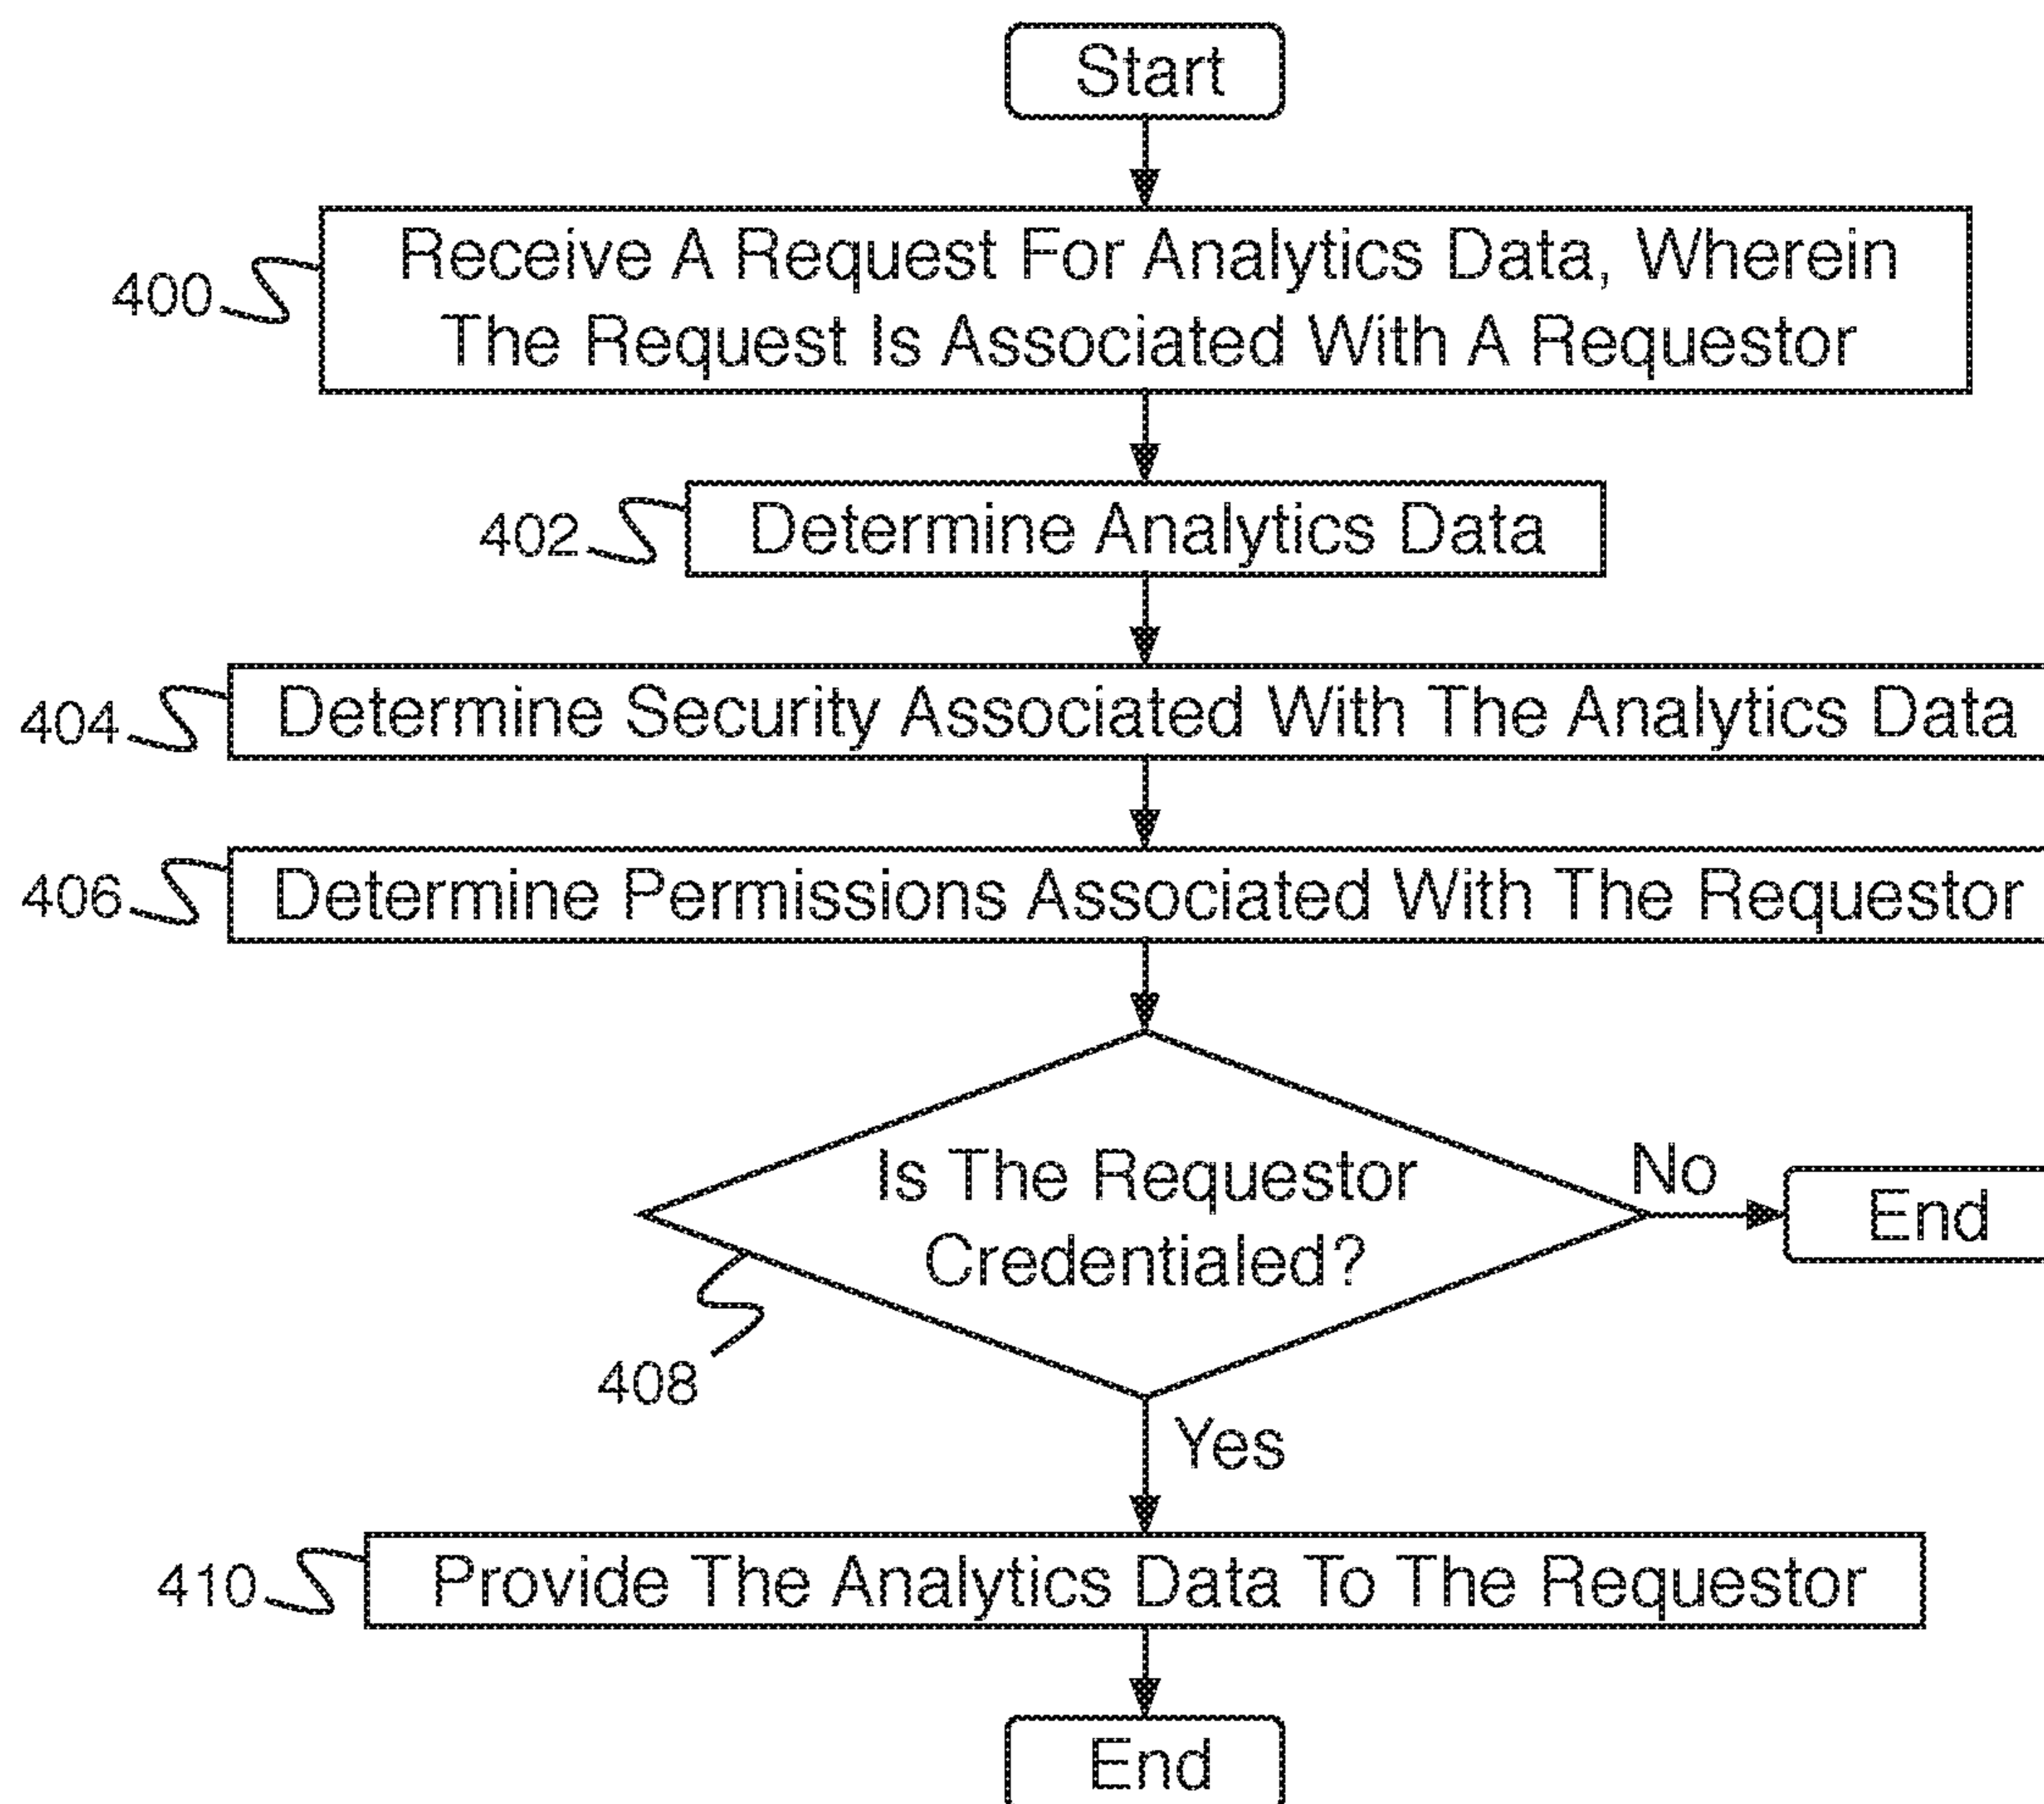 Start
400
Receive A Request For Analytics Data, Wherein
The Request Is Associated With A Requestor
402
Determine Analytics Data
404
Determine Security Associated With The Analytics Data
406
Determine Permissions Associated With The Requestor
Is The Requestor
Credentialed?
No
End
408
Yes
410
Provide The Analytics Data To The Requestor
End